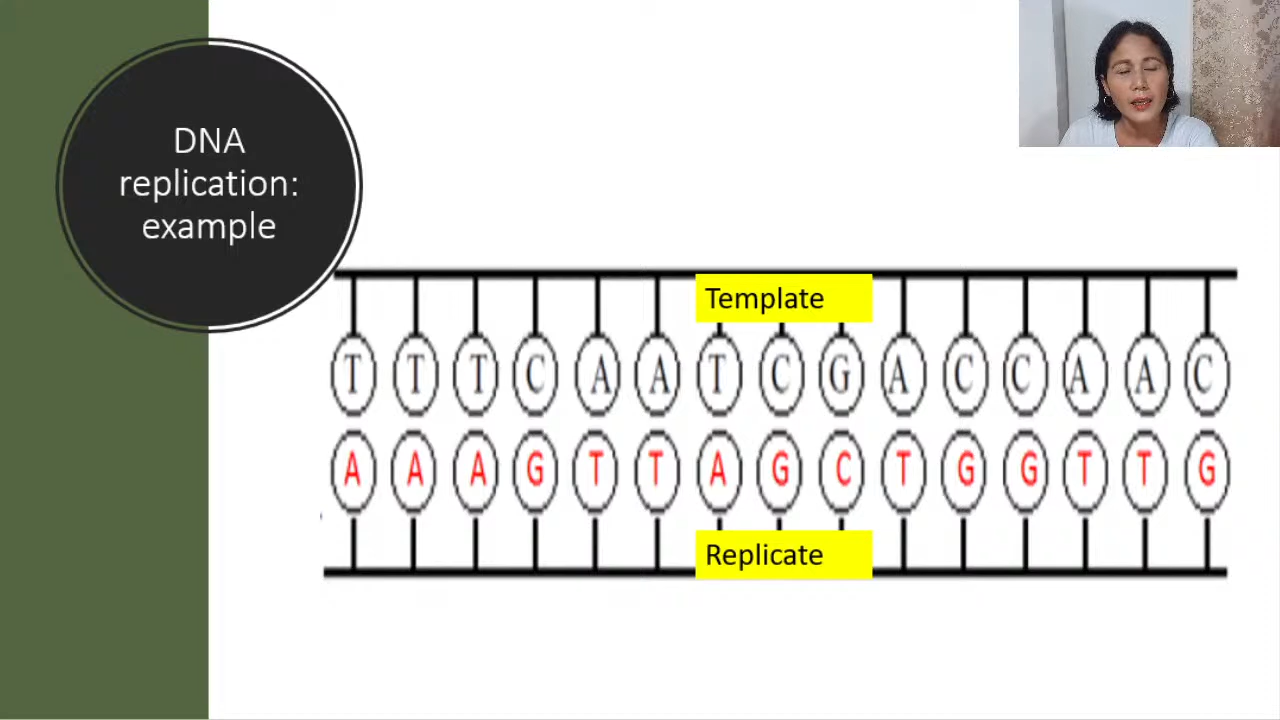 DNA
replication:
example
Template
T T T C A A T C G A C C A A C
A A A G T T A G C T G G T T G
Replicate